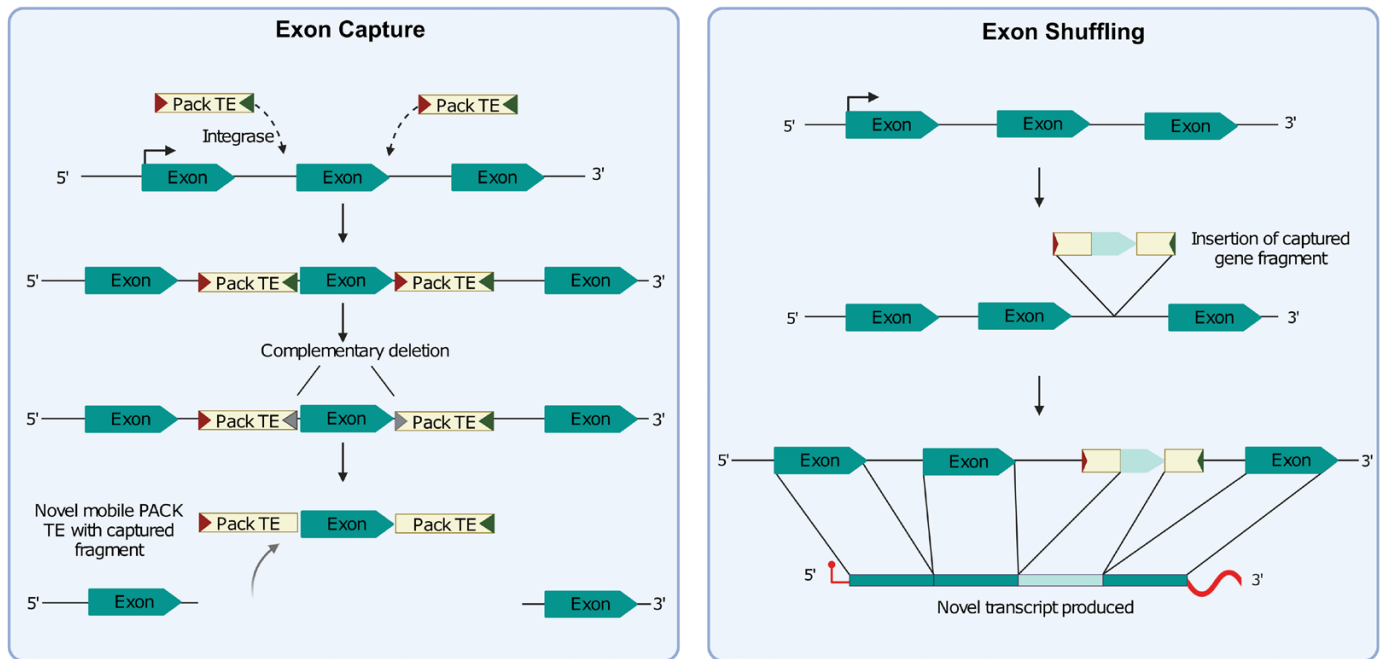 Exon Capture
Pack TE
Pack TE
Integrase
5'
Exon
Exon
Exon
3'
5'
Exon
Pack TE
Exon
Pack TE
Exon
3'
Complementary deletion
5'
Exon
Pack TE
Exon
Pack TE
Exon
3'
Novel mobile PACK
TE with captured
fragment
Pack TE
Exon
Pack TE
5'
Exon
Exon
3'
Exon Shuffling
5'
Exon
Exon
Exon
3'
Insertion of captured
gene fragment
5'
Exon
Exon
Exon
3'
5'
Exon
Exon
Exon
3'
5'
3'
Novel transcript produced